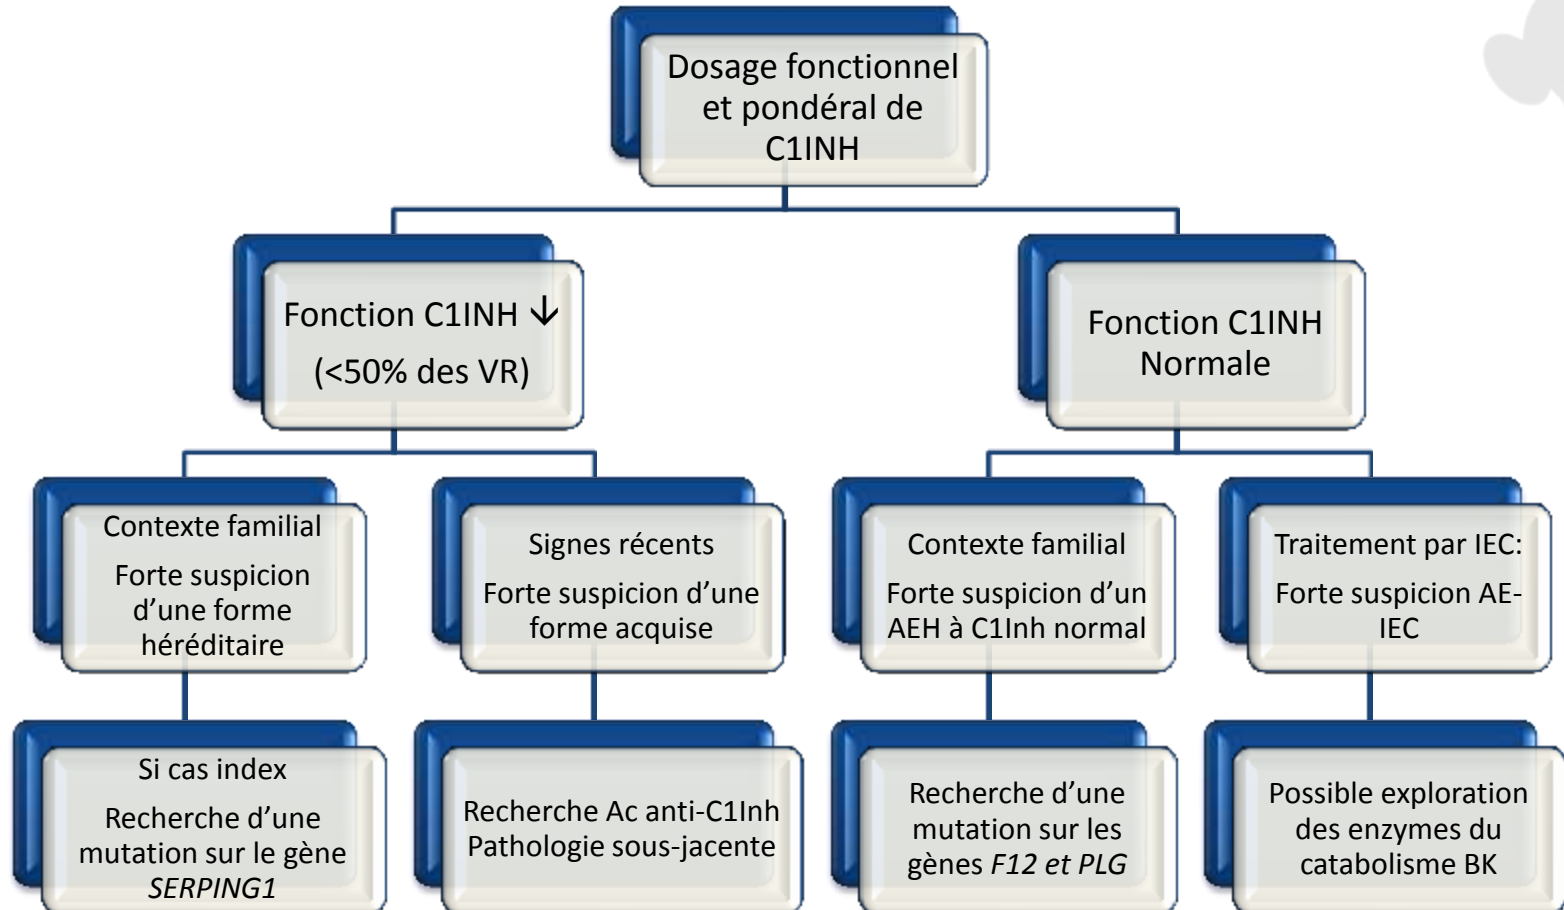 Dosage fonctionnel
et pondéral de
C1INH
Fonction C1INH ↓
(<50% des VR)
Fonction C1INH
Normale
Contexte familial
Forte suspicion
d’une forme
héréditaire
Signes récents
Forte suspicion d’une
forme acquise
Contexte familial
Forte suspicion d’un
AEH à C1Inh normal
Traitement par IEC:
Forte suspicion AE-
IEC
Si cas index
Recherche d’une
mutation sur le gène
SERPING1
Recherche Ac anti-C1Inh
Pathologie sous-jacente
Recherche d’une
mutation sur les
gènes F12 et PLG
Possible exploration
des enzymes du
catabolisme BK